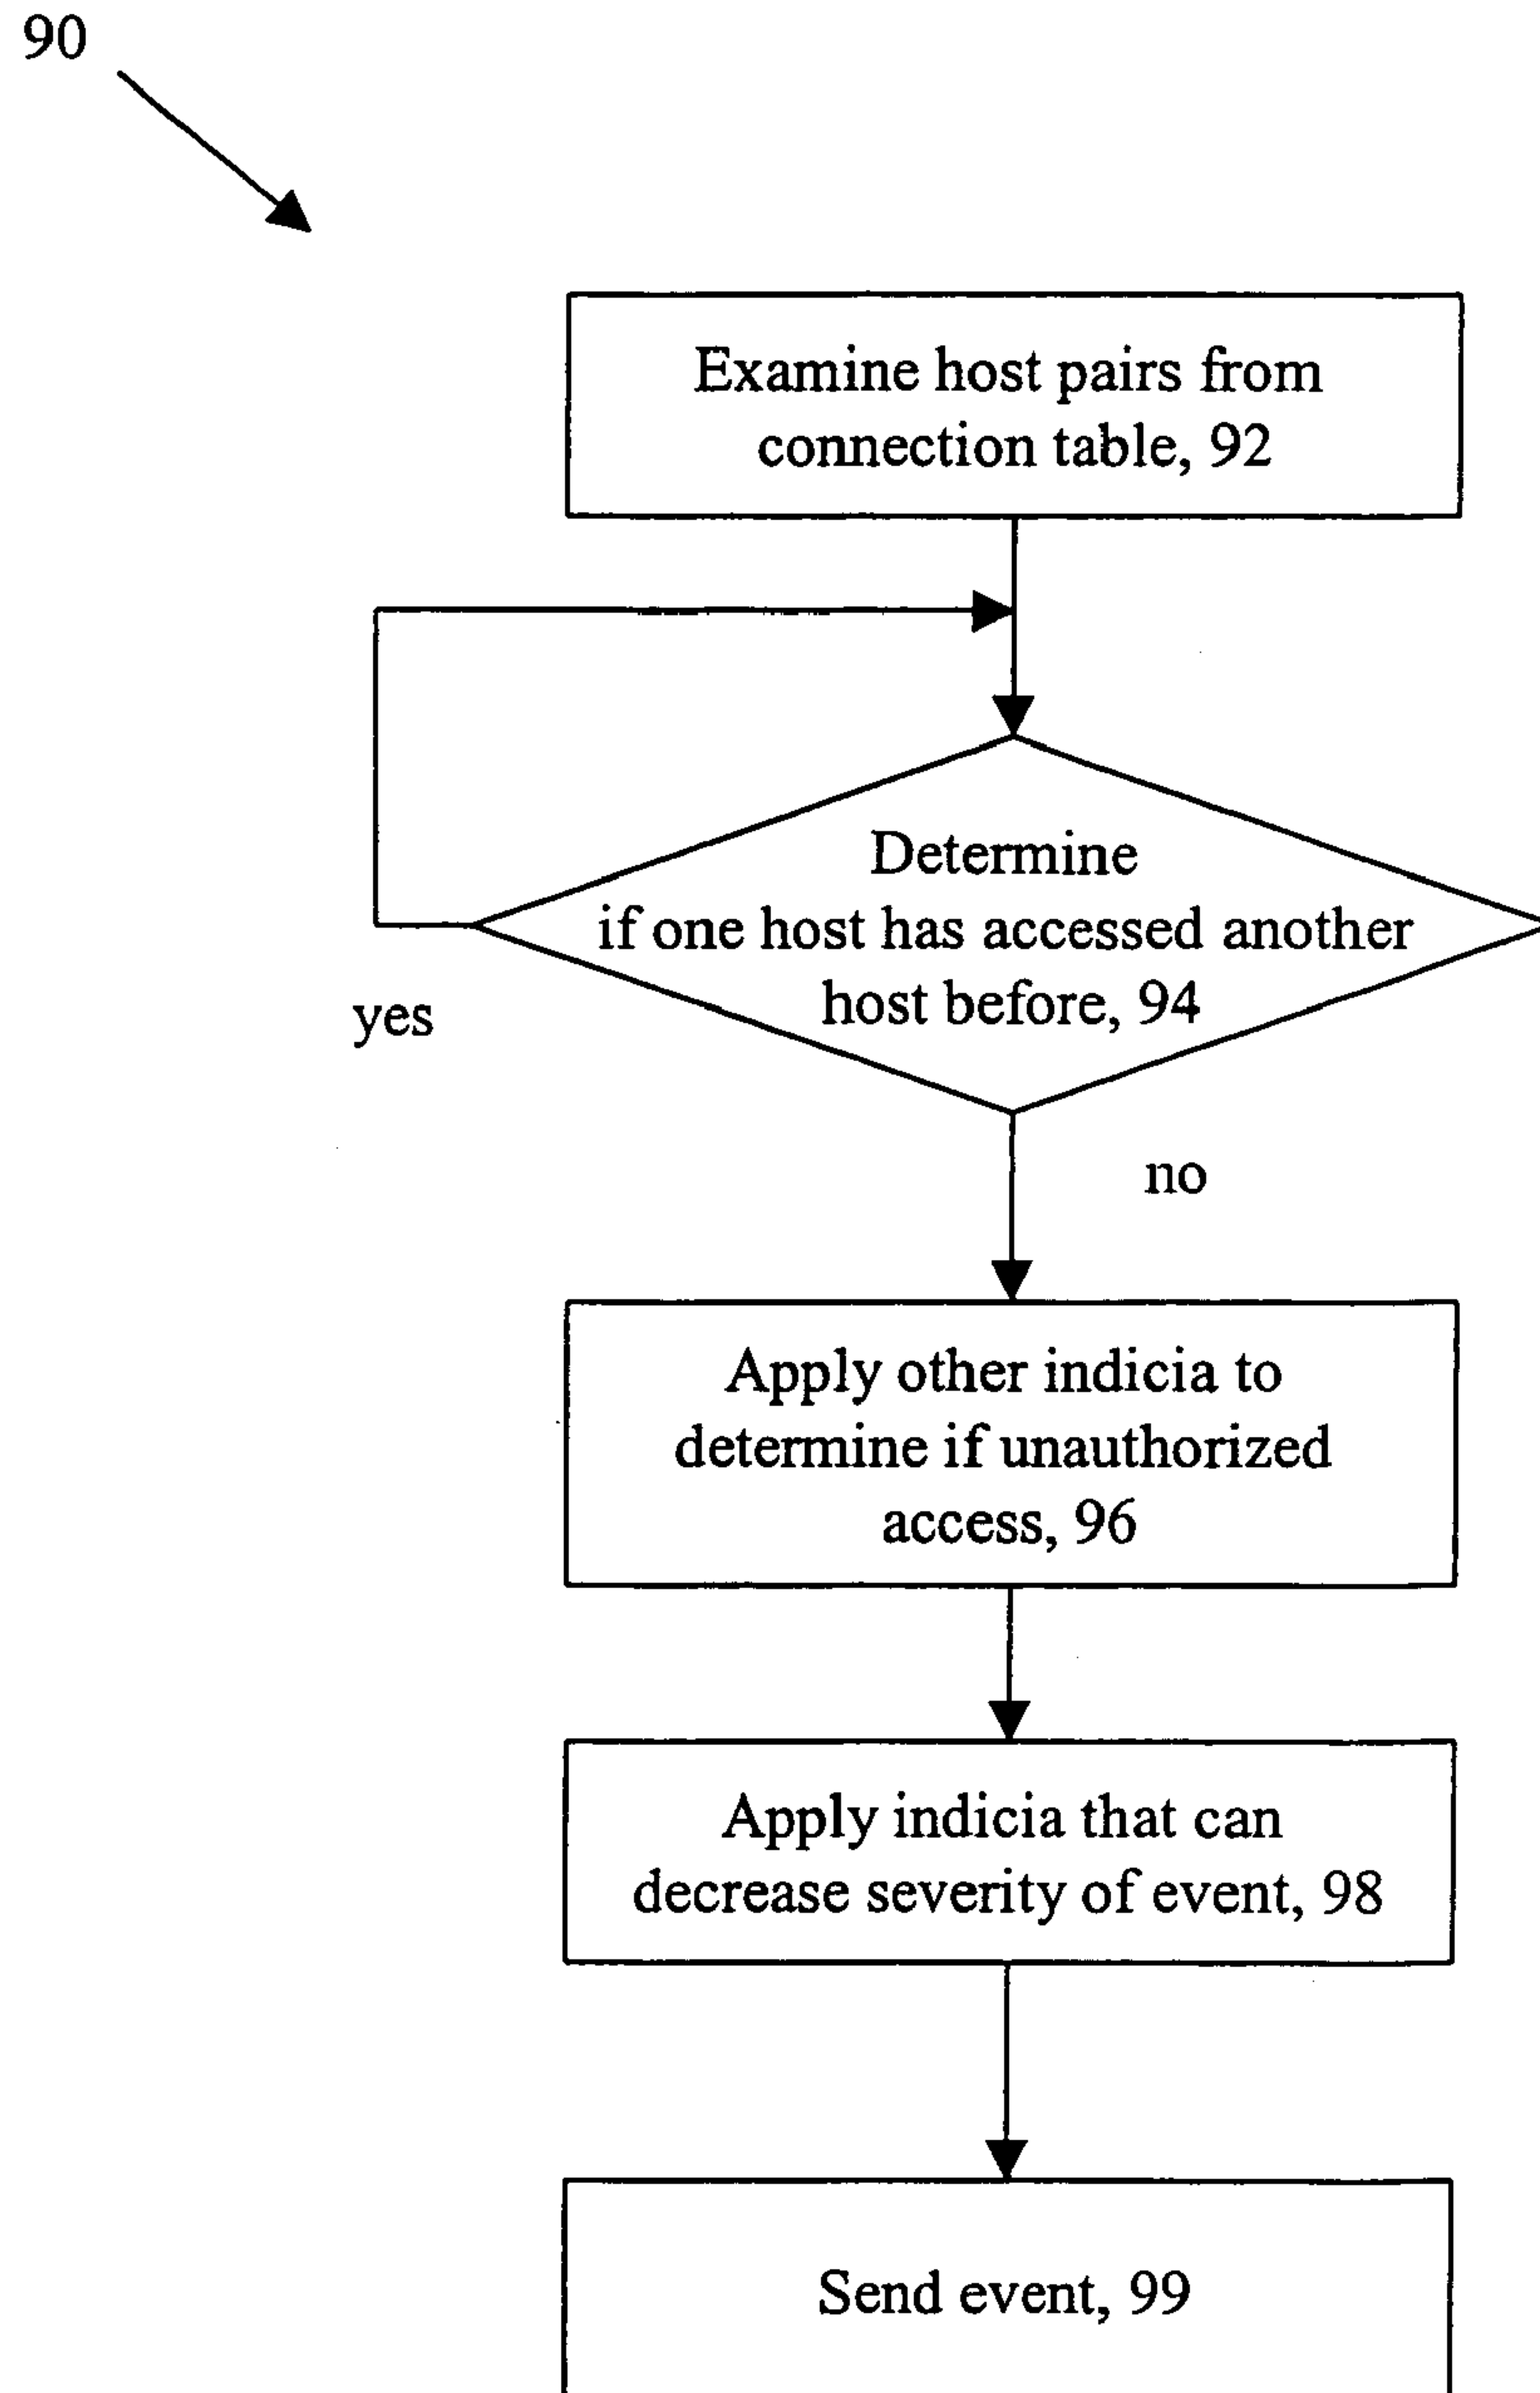 90
Examine host pairs from
connection table, 92
Determine
if one host has accessed another
host before, 94
yes
no
Apply other indicia to
determine if unauthorized
access, 96
Apply indicia that can
decrease severity of event, 98
Send event, 99